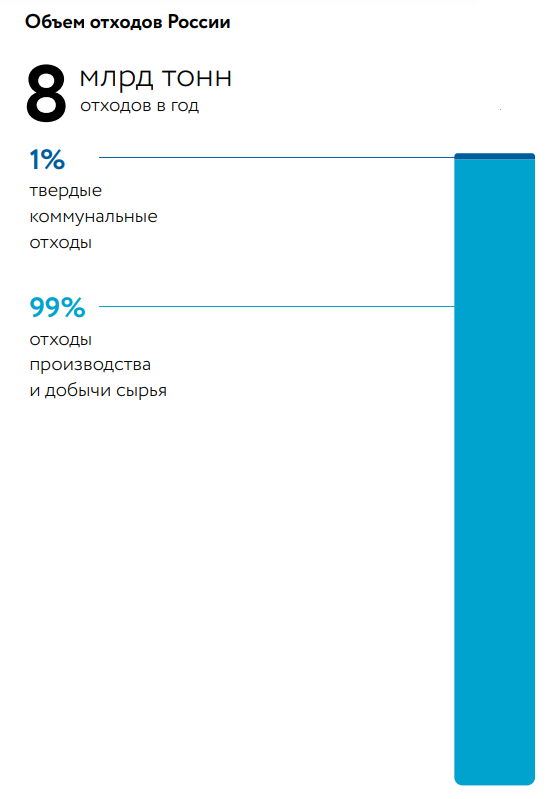 Объем отходов России
8 млрд тонн
отходов в год
1%
твердые
коммунальные
отходы
99%
отходы
производства
и добычи сырья